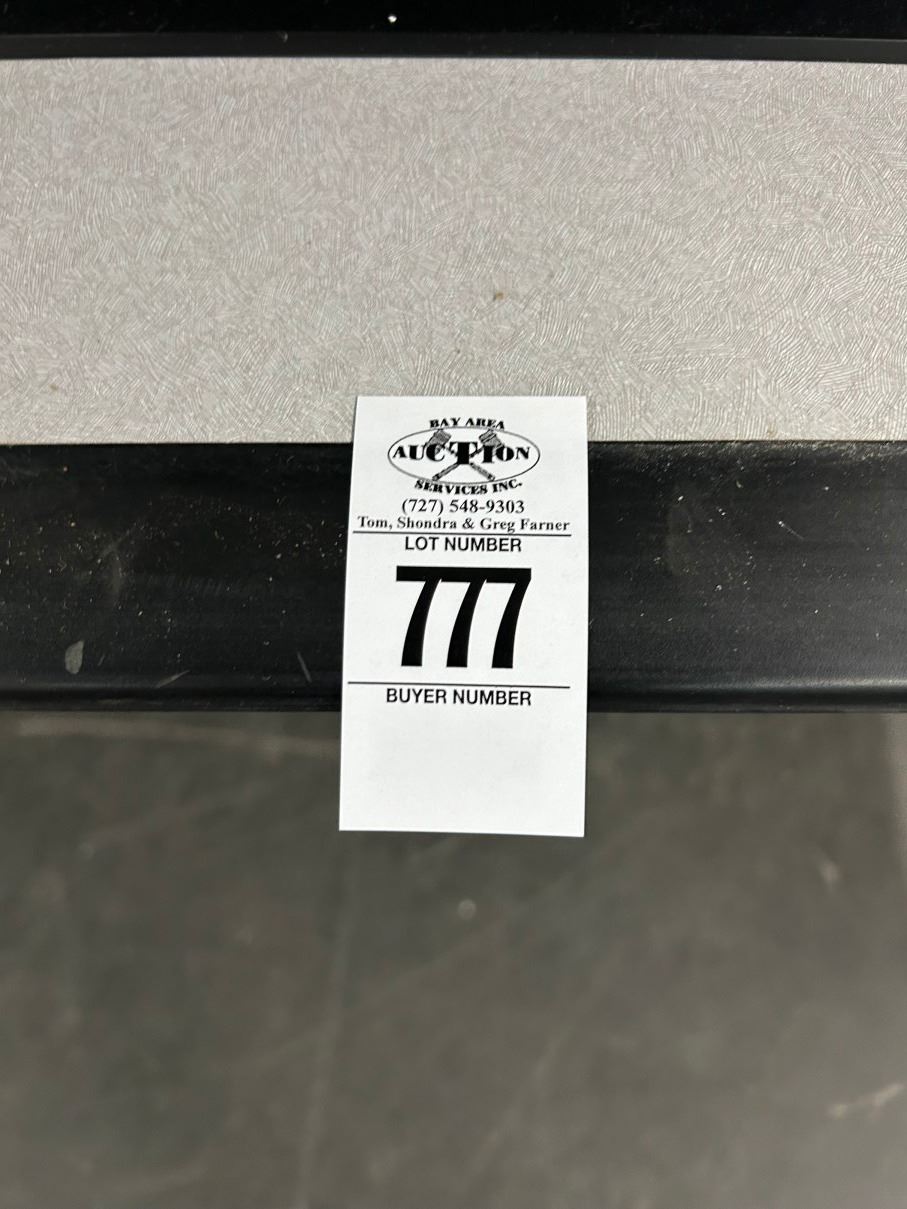 BAY AREA
AUCTION
SERVICES INC.
(727) 548-9303
Tom, Shondra & Greg Farner
LOT NUMBER
777
BUYER NUMBER